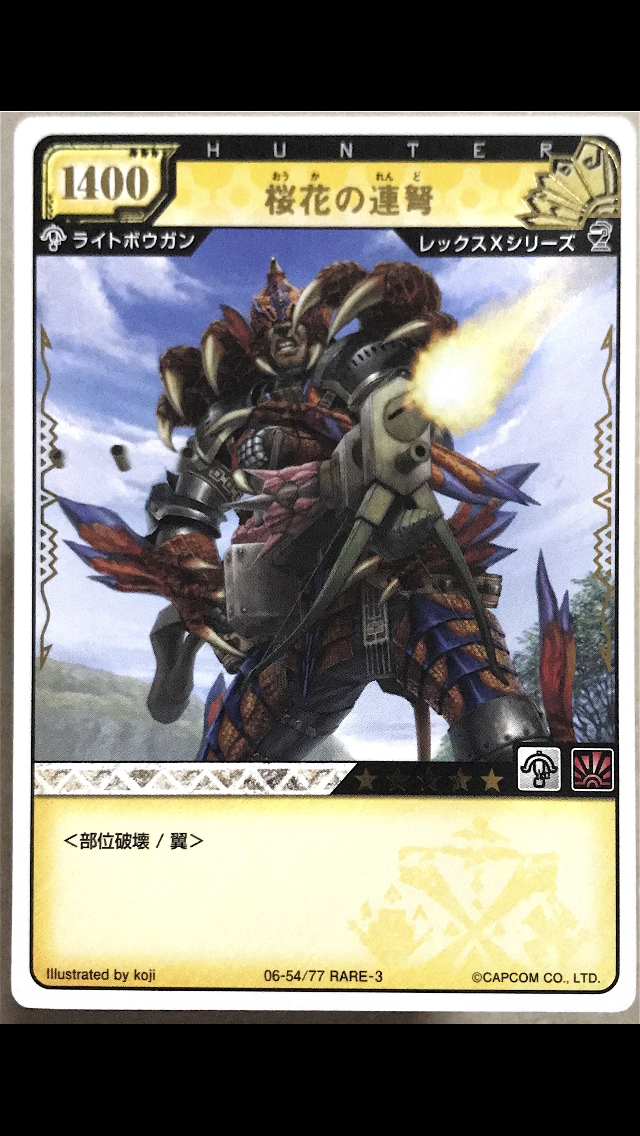 HUNTER
1400
おうか れんど
桜花の連弩
ライトボウガン
レックスXシリーズ
＜部位破壊 / 翼＞
Illustrated by koji
06-54/77 RARE-3
©CAPCOM CO., LTD.